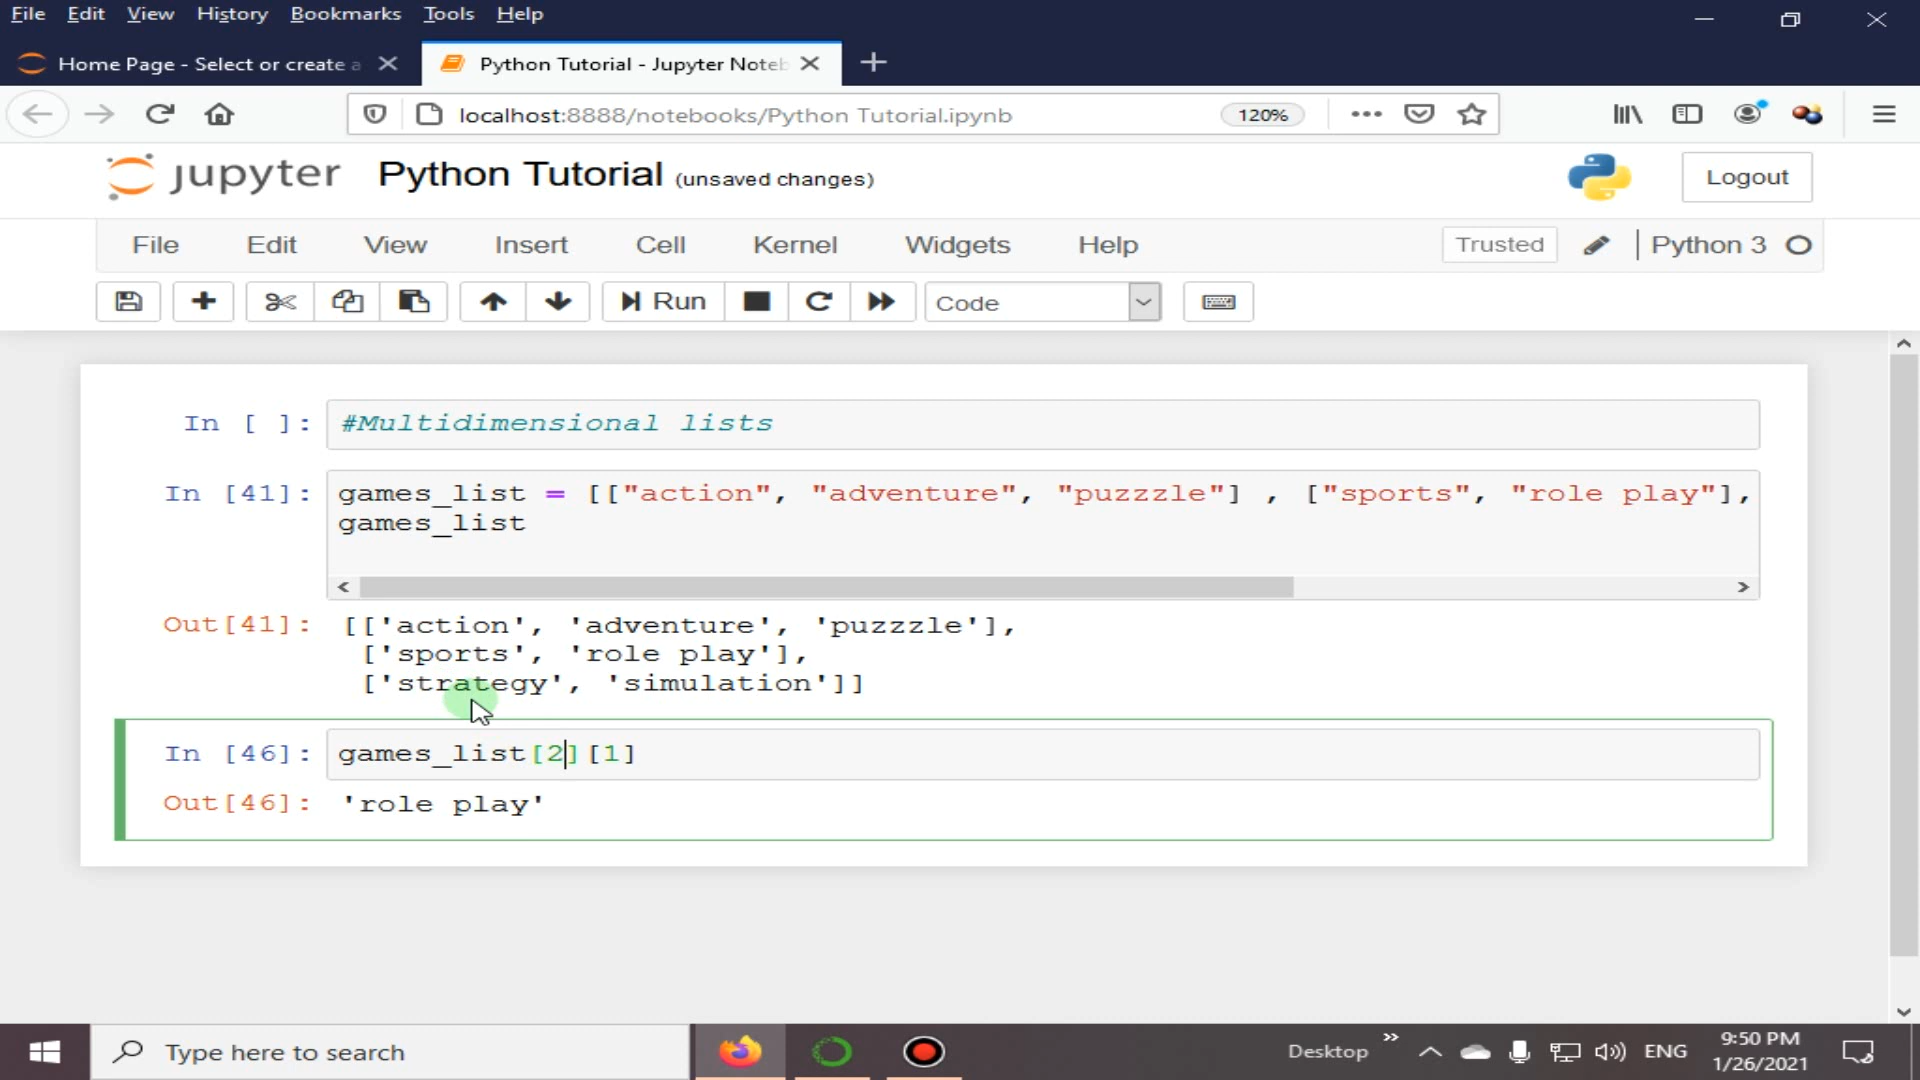 File Edit View History Bookmarks Tools Help
Home Page - Select or create a
Python Tutorial - Jupyter Noteb
localhost:8888/notebooks/Python Tutorial.ipynb 120%
jupyter Python Tutorial (unsaved changes) Logout
File Edit View Insert Cell Kernel Widgets Help Trusted Python 3
Run Code
In [ ]: #Multidimensional lists
In [41]: games_list = [["action", "adventure", "puzzzle"] , ["sports", "role play"],
games_list
Out[41]: [['action', 'adventure', 'puzzzle'],
['sports', 'role play'],
['strategy', 'simulation']]
In [46]: games_list[2][1]
Out[46]: 'role play'
Type here to search
Desktop
ENG
9:50 PM
1/26/2021